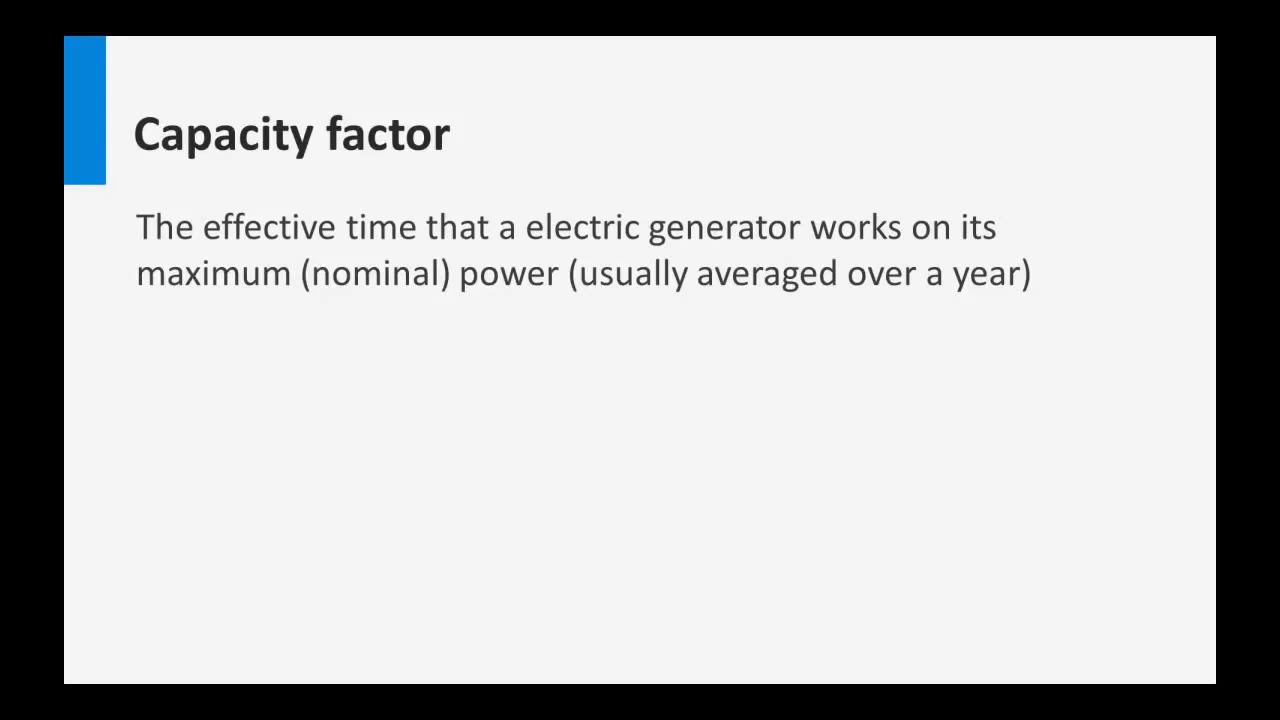 Capacity factor
The effective time that a electric generator works on its
maximum (nominal) power (usually averaged over a year)